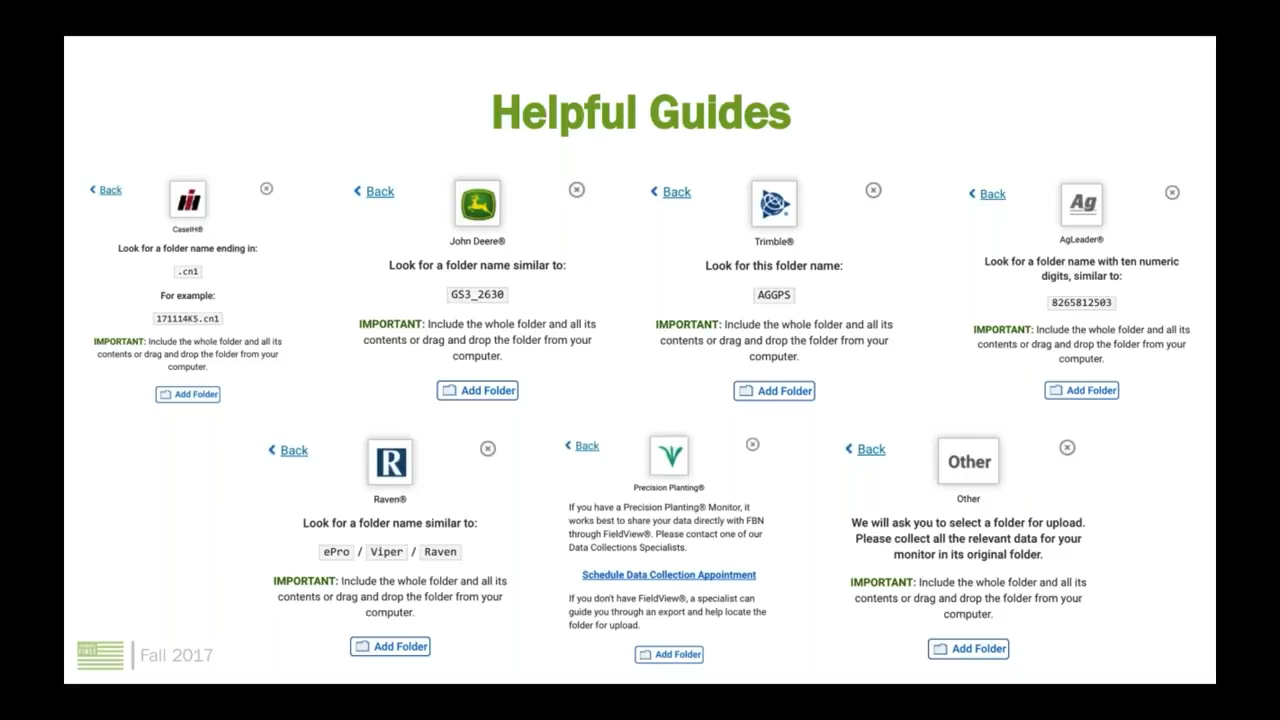 Helpful Guides
Back
CaseIH®
Look for a folder name ending in:
.cn1
For example:
171114K5.cn1
IMPORTANT: Include the whole folder and all its
contents or drag and drop the folder from your
computer.
Add Folder
Back
John Deere®
Look for a folder name similar to:
GS3_2630
IMPORTANT: Include the whole folder and all its
contents or drag and drop the folder from your
computer.
Add Folder
Back
Trimble®
Look for this folder name:
AGGPS
IMPORTANT: Include the whole folder and all its
contents or drag and drop the folder from your
computer.
Add Folder
Back
Ag
AgLeader®
Look for a folder name with ten numeric
digits, similar to:
8265812503
IMPORTANT: Include the whole folder and all its
contents or drag and drop the folder from your
computer.
Add Folder
Back
R
Raven®
Look for a folder name similar to:
ePro / Viper / Raven
IMPORTANT: Include the whole folder and all its
contents or drag and drop the folder from your
computer.
Add Folder
Back
Precision Planting®
If you have a Precision Planting® Monitor, it
works best to share your data directly with FBN
through FieldView®. Please contact one of our
Data Collections Specialists.
Schedule Data Collection Appointment
If you don't have FieldView®, a specialist can
guide you through an export and help locate the
folder for upload.
Add Folder
Back
Other
Other
We will ask you to select a folder for upload.
Please collect all the relevant data for your
monitor in its original folder.
IMPORTANT: Include the whole folder and all its
contents or drag and drop the folder from your
computer.
Add Folder
Fall 2017